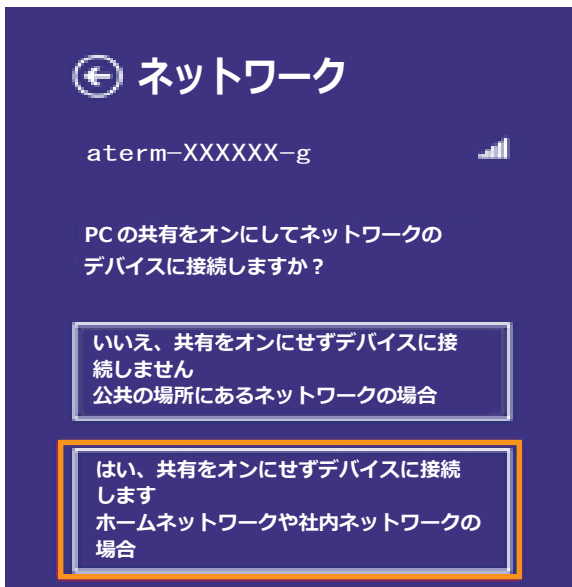 ネットワーク
aterm-XXXXXX-g
PC の共有をオンにしてネットワークの
デバイスに接続しますか？
いいえ、共有をオンにせずデバイスに接
続しません
公共の場所にあるネットワークの場合
はい、共有をオンにせずデバイスに接続
します
ホームネットワークや社内ネットワークの
場合